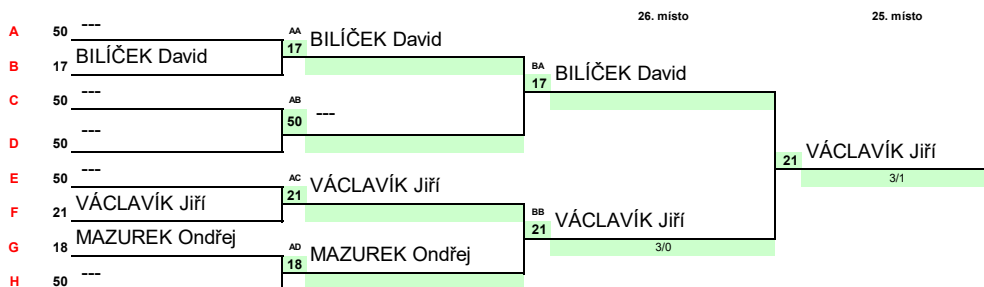 26. místo 25. místo
A 50 ---
AA 17 BILÍČEK David
B 17 BILÍČEK David
BA 17 BILÍČEK David
C 50 ---
AB 50 ---
D 50 ---
21 VÁCLAVÍK Jiří
3/1
E 50 ---
AC 21 VÁCLAVÍK Jiří
F 21 VÁCLAVÍK Jiří
BB 21 VÁCLAVÍK Jiří
3/0
G 18 MAZUREK Ondřej
AD 18 MAZUREK Ondřej
H 50 ---